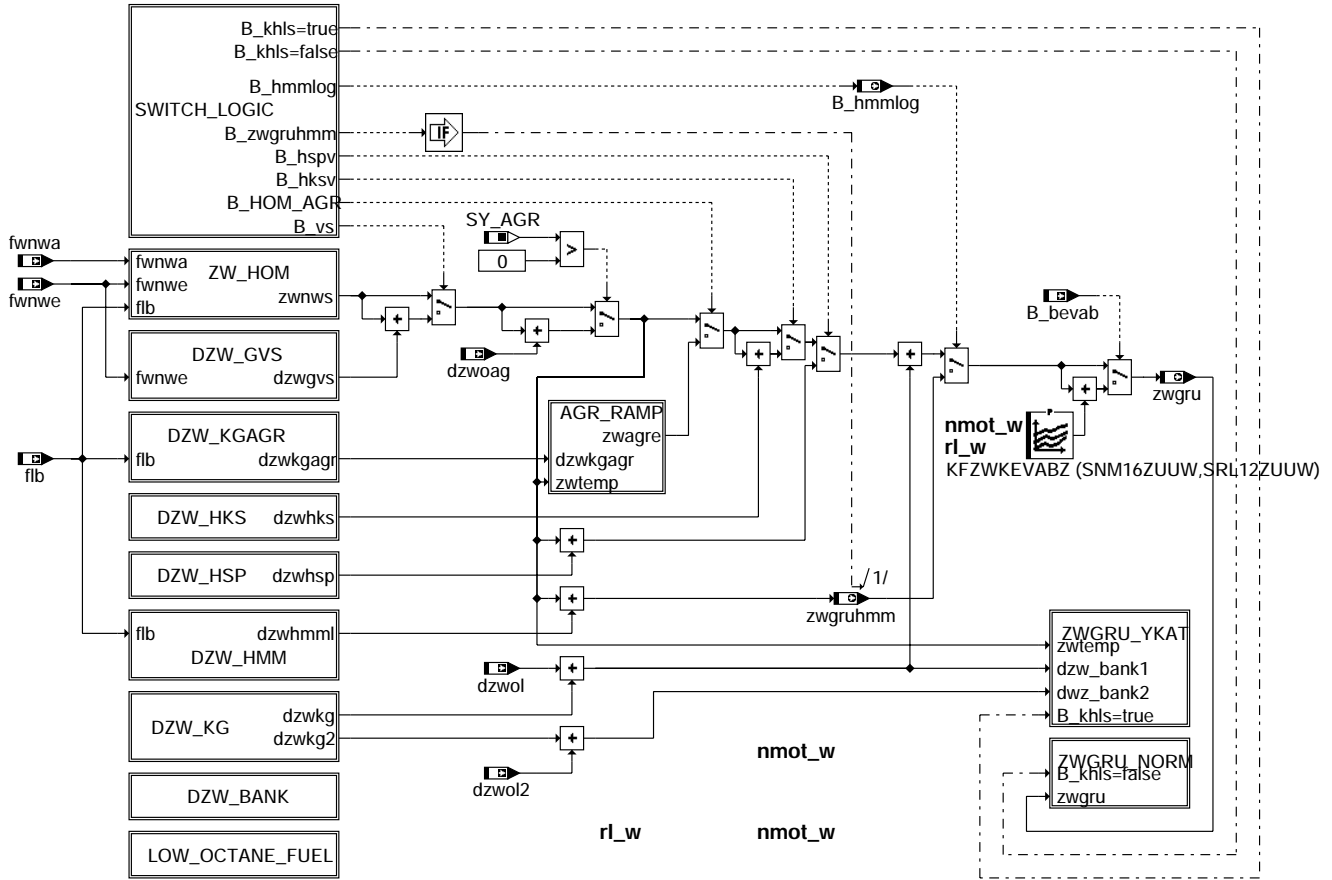 B_khls=true
B_khls=false
B_hmmlog
SWITCH_LOGIC
B_zwgruhmm
B_hspv
B_hksv
B_HOM_AGR
B_vs
IF
B_hmmlog
SY_AGR
0
>
fwnwa
fwnwe
fwnwa
fwnwe
flb
ZW_HOM
zwnws
+
DZW_GVS
fwnwe
dzwgvs
+
dzwoag
B_bevab
+
+
+
zwgru
nmot_w
rl_w
P
KFZWKEVABZ (SNM16ZUUW,SRL12ZUUW)
AGR_RAMP
zwagre
dzwkgagr
zwtemp
DZW_KGAGR
flb
dzwkgagr
flb
DZW_HKS
dzwhks
+
DZW_HSP
dzwhsp
/1/
+
zwgruhmm
flb
dzwhmml
DZW_HMM
ZWGRU_YKAT
zwtemp
dzw_bank1
dwz_bank2
B_khls=true
dzwol
+
DZW_KG
dzwkg
dzwkg2
+
dzwol2
nmot_w
ZWGRU_NORM
B_khls=false
zwgru
DZW_BANK
rl_w
nmot_w
LOW_OCTANE_FUEL